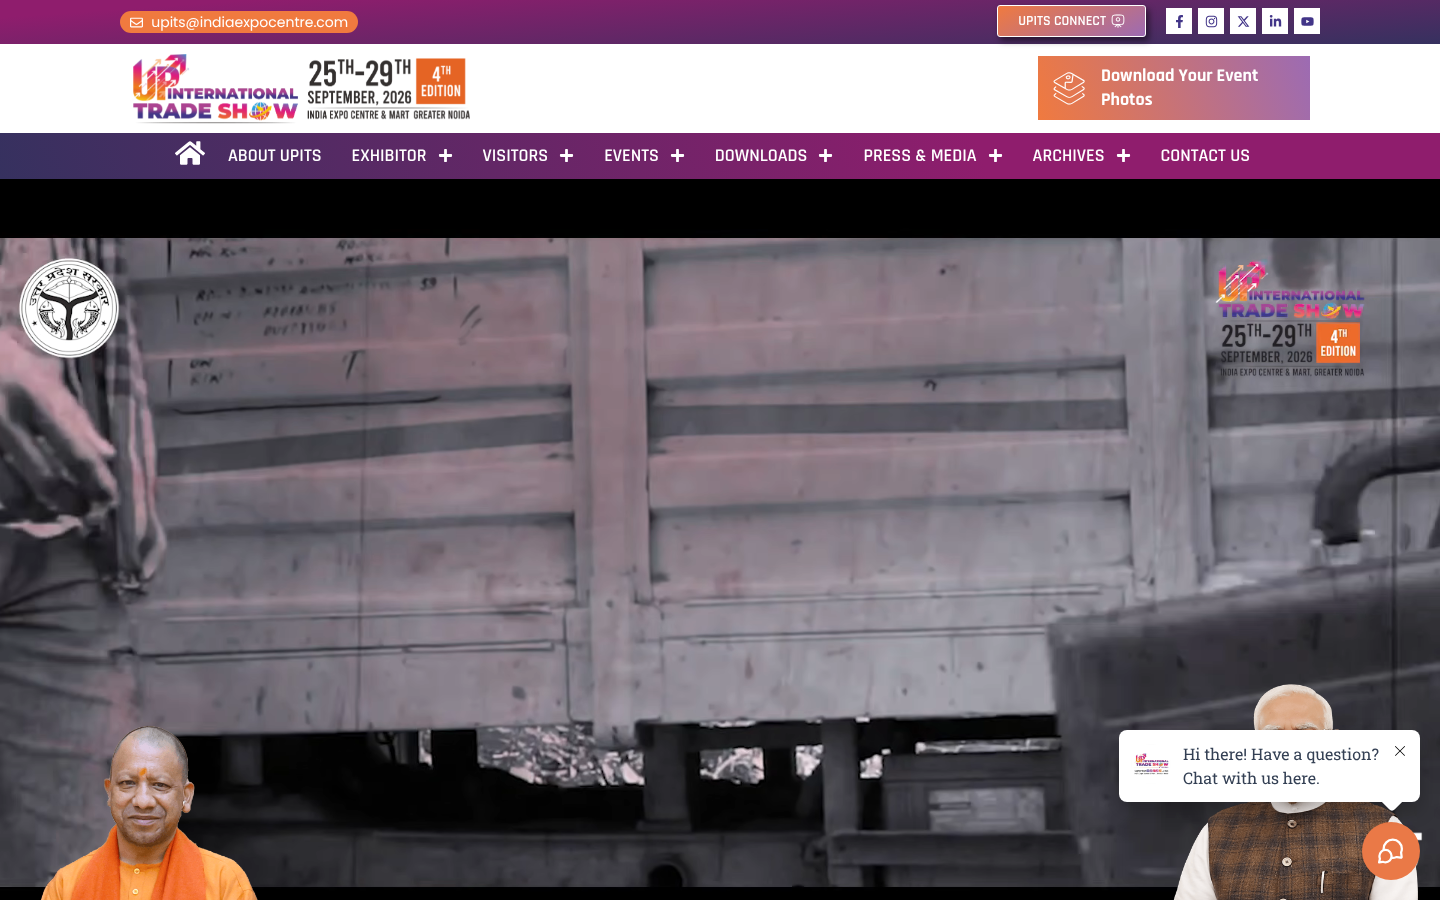 upits@indiaexpocentre.com
UPITS CONNECT
UP INTERNATIONAL
TRADE SHOW
25TH-29TH
SEPTEMBER, 2026
4TH
EDITION
INDIA EXPO CENTRE & MART GREATER NOIDA
Download Your Event
Photos
ABOUT UPITS
EXHIBITOR
VISITORS
EVENTS
DOWNLOADS
PRESS & MEDIA
ARCHIVES
CONTACT US
उत्तर प्रदेश सरकार
UP INTERNATIONAL
TRADE SHOW
25TH-29TH
SEPTEMBER, 2026
4TH
EDITION
INDIA EXPO CENTRE & MART, GREATER NOIDA
Hi there! Have a question?
Chat with us here.